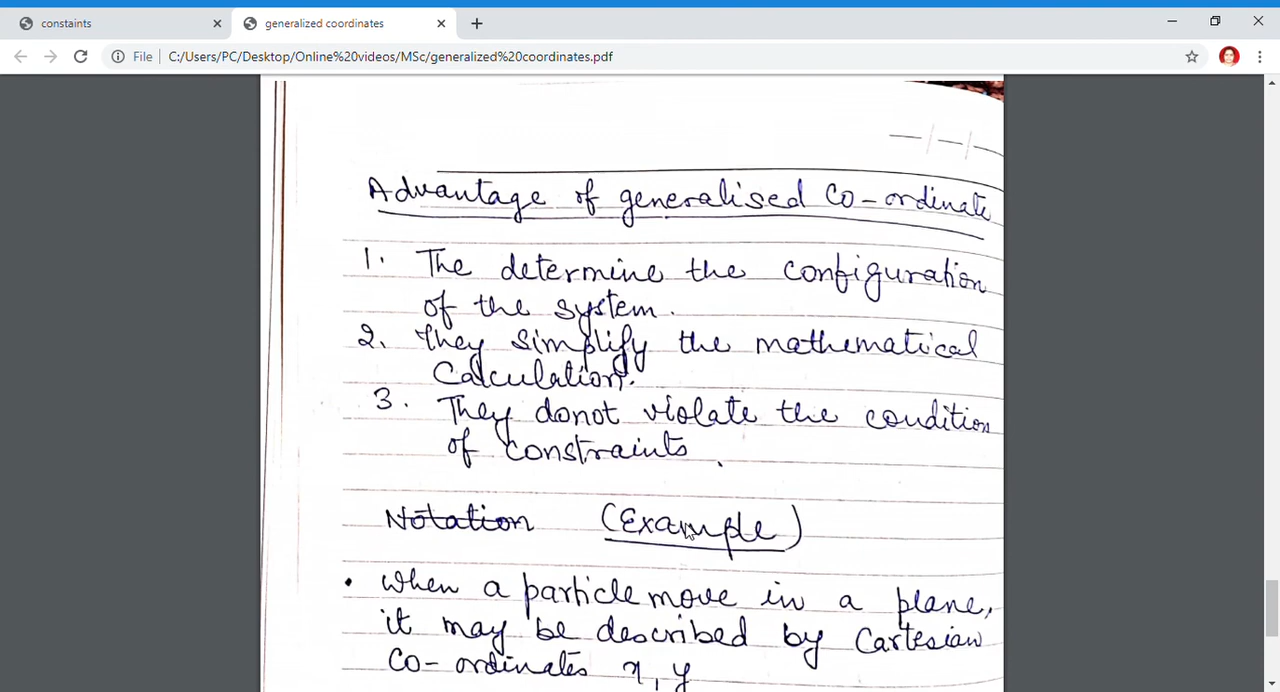 constaints
generalized coordinates
File
C:/Users/PC/Desktop/Online%20videos/MSc/generalized%20coordinates.pdf
Advantage of generalised Co-ordinate
1. The determine the configuration
of the system.
2. They simplify the mathematical
Calculation.
3. They donot violate the condition
of constraints.
Notation (Example)
• When a particle move in a plane,
it may be described by Cartesian
Co-ordinates x, y